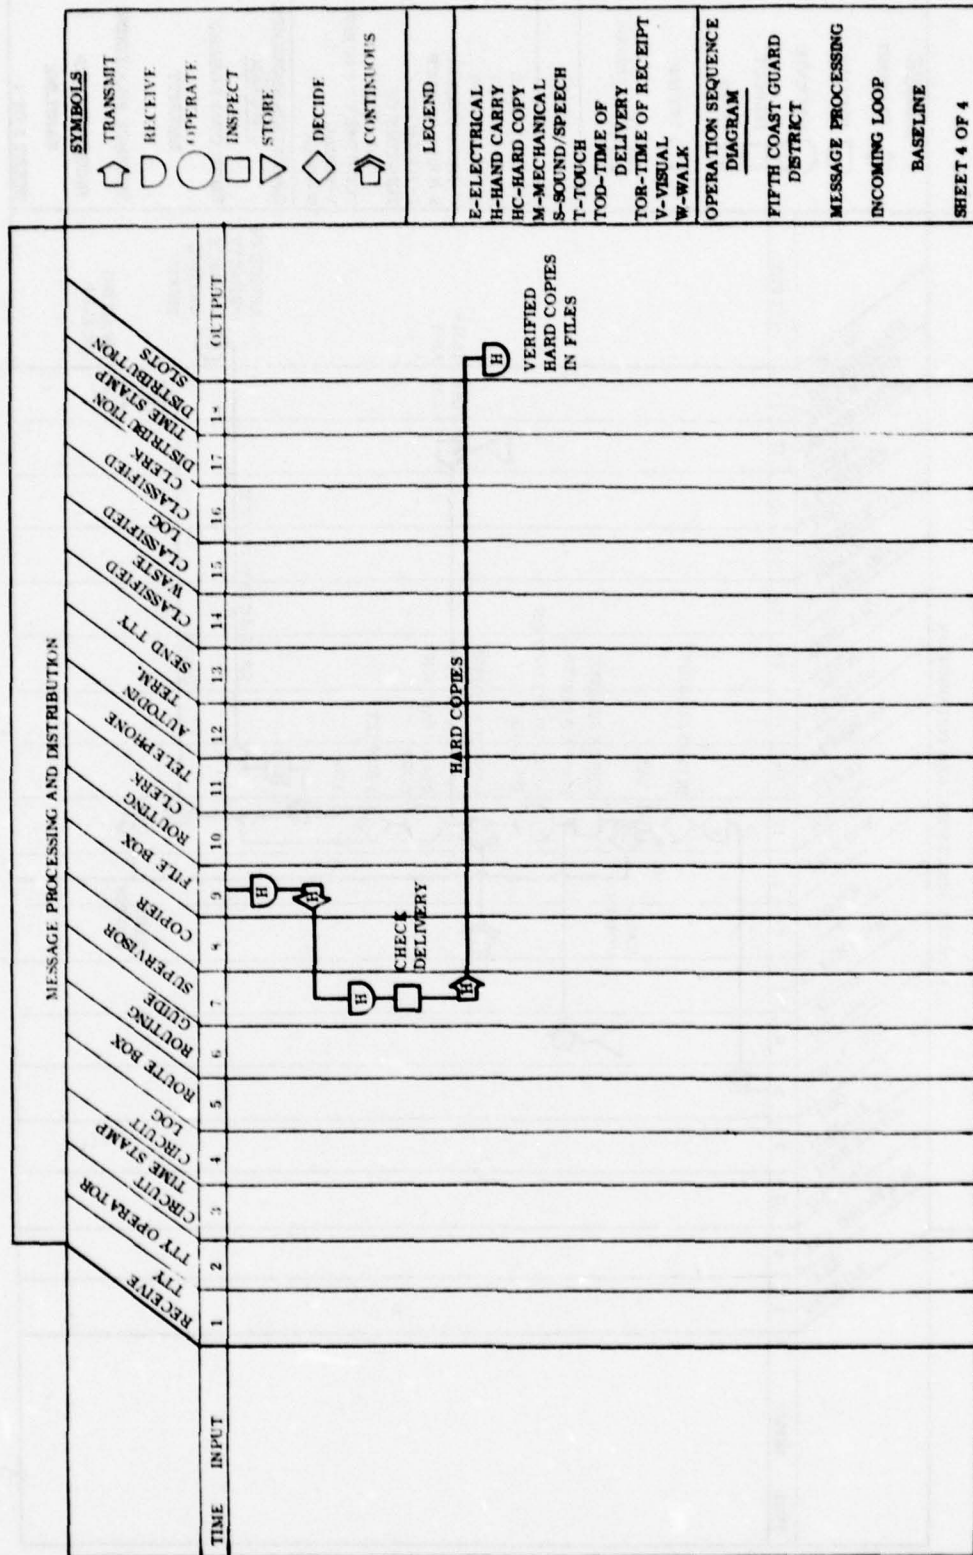 MESSAGE PROCESSING AND DISTRIBUTION
RECEIVE
TTY
TTY OPERATOR
CIRCUIT
TIME STAMP
CIRCUIT
LOG
ROUTE BOX
ROUTING
GUIDE
SUPERVISOR
COPIER
FILE BOX
ROUTING
CLERK
TELEPHONE
AUTODIN
TERM.
SEND TTY
CLASSIFIED
WASTE
CLASSIFIED
LOG
CLASSIFIED
CLERK
DISTRIBUTION
TIME STAMP
DISTRIBUTION
SLOTS
TIME INPUT 1 2 3 4 5 6 7 8 9 10 11 12 13 14 15 16 17 18 OUTPUT
H
H
H
CHECK
DELIVERY
H
HARD COPIES
H
VERIFIED
HARD COPIES
IN FILES
SYMBOLS
TRANSMIT
RECEIVE
OPERATE
INSPECT
STORE
DECIDE
CONTINUOUS
LEGEND
E-ELECTRICAL
H-HAND CARY
HC-HARD COPY
M-MECHANICAL
S-SOUND/SPEECH
T-TOUCH
TOD-TIME OF
DELIVERY
TOR-TIME OF RECEIPT
V-VISUAL
W-WALK
OPERATION SEQUENCE
DIAGRAM
FIFTH COAST GUARD
DISTRICT
MESSAGE PROCESSING
INCOMING LOOP
BASELINE
SHEET 4 OF 4